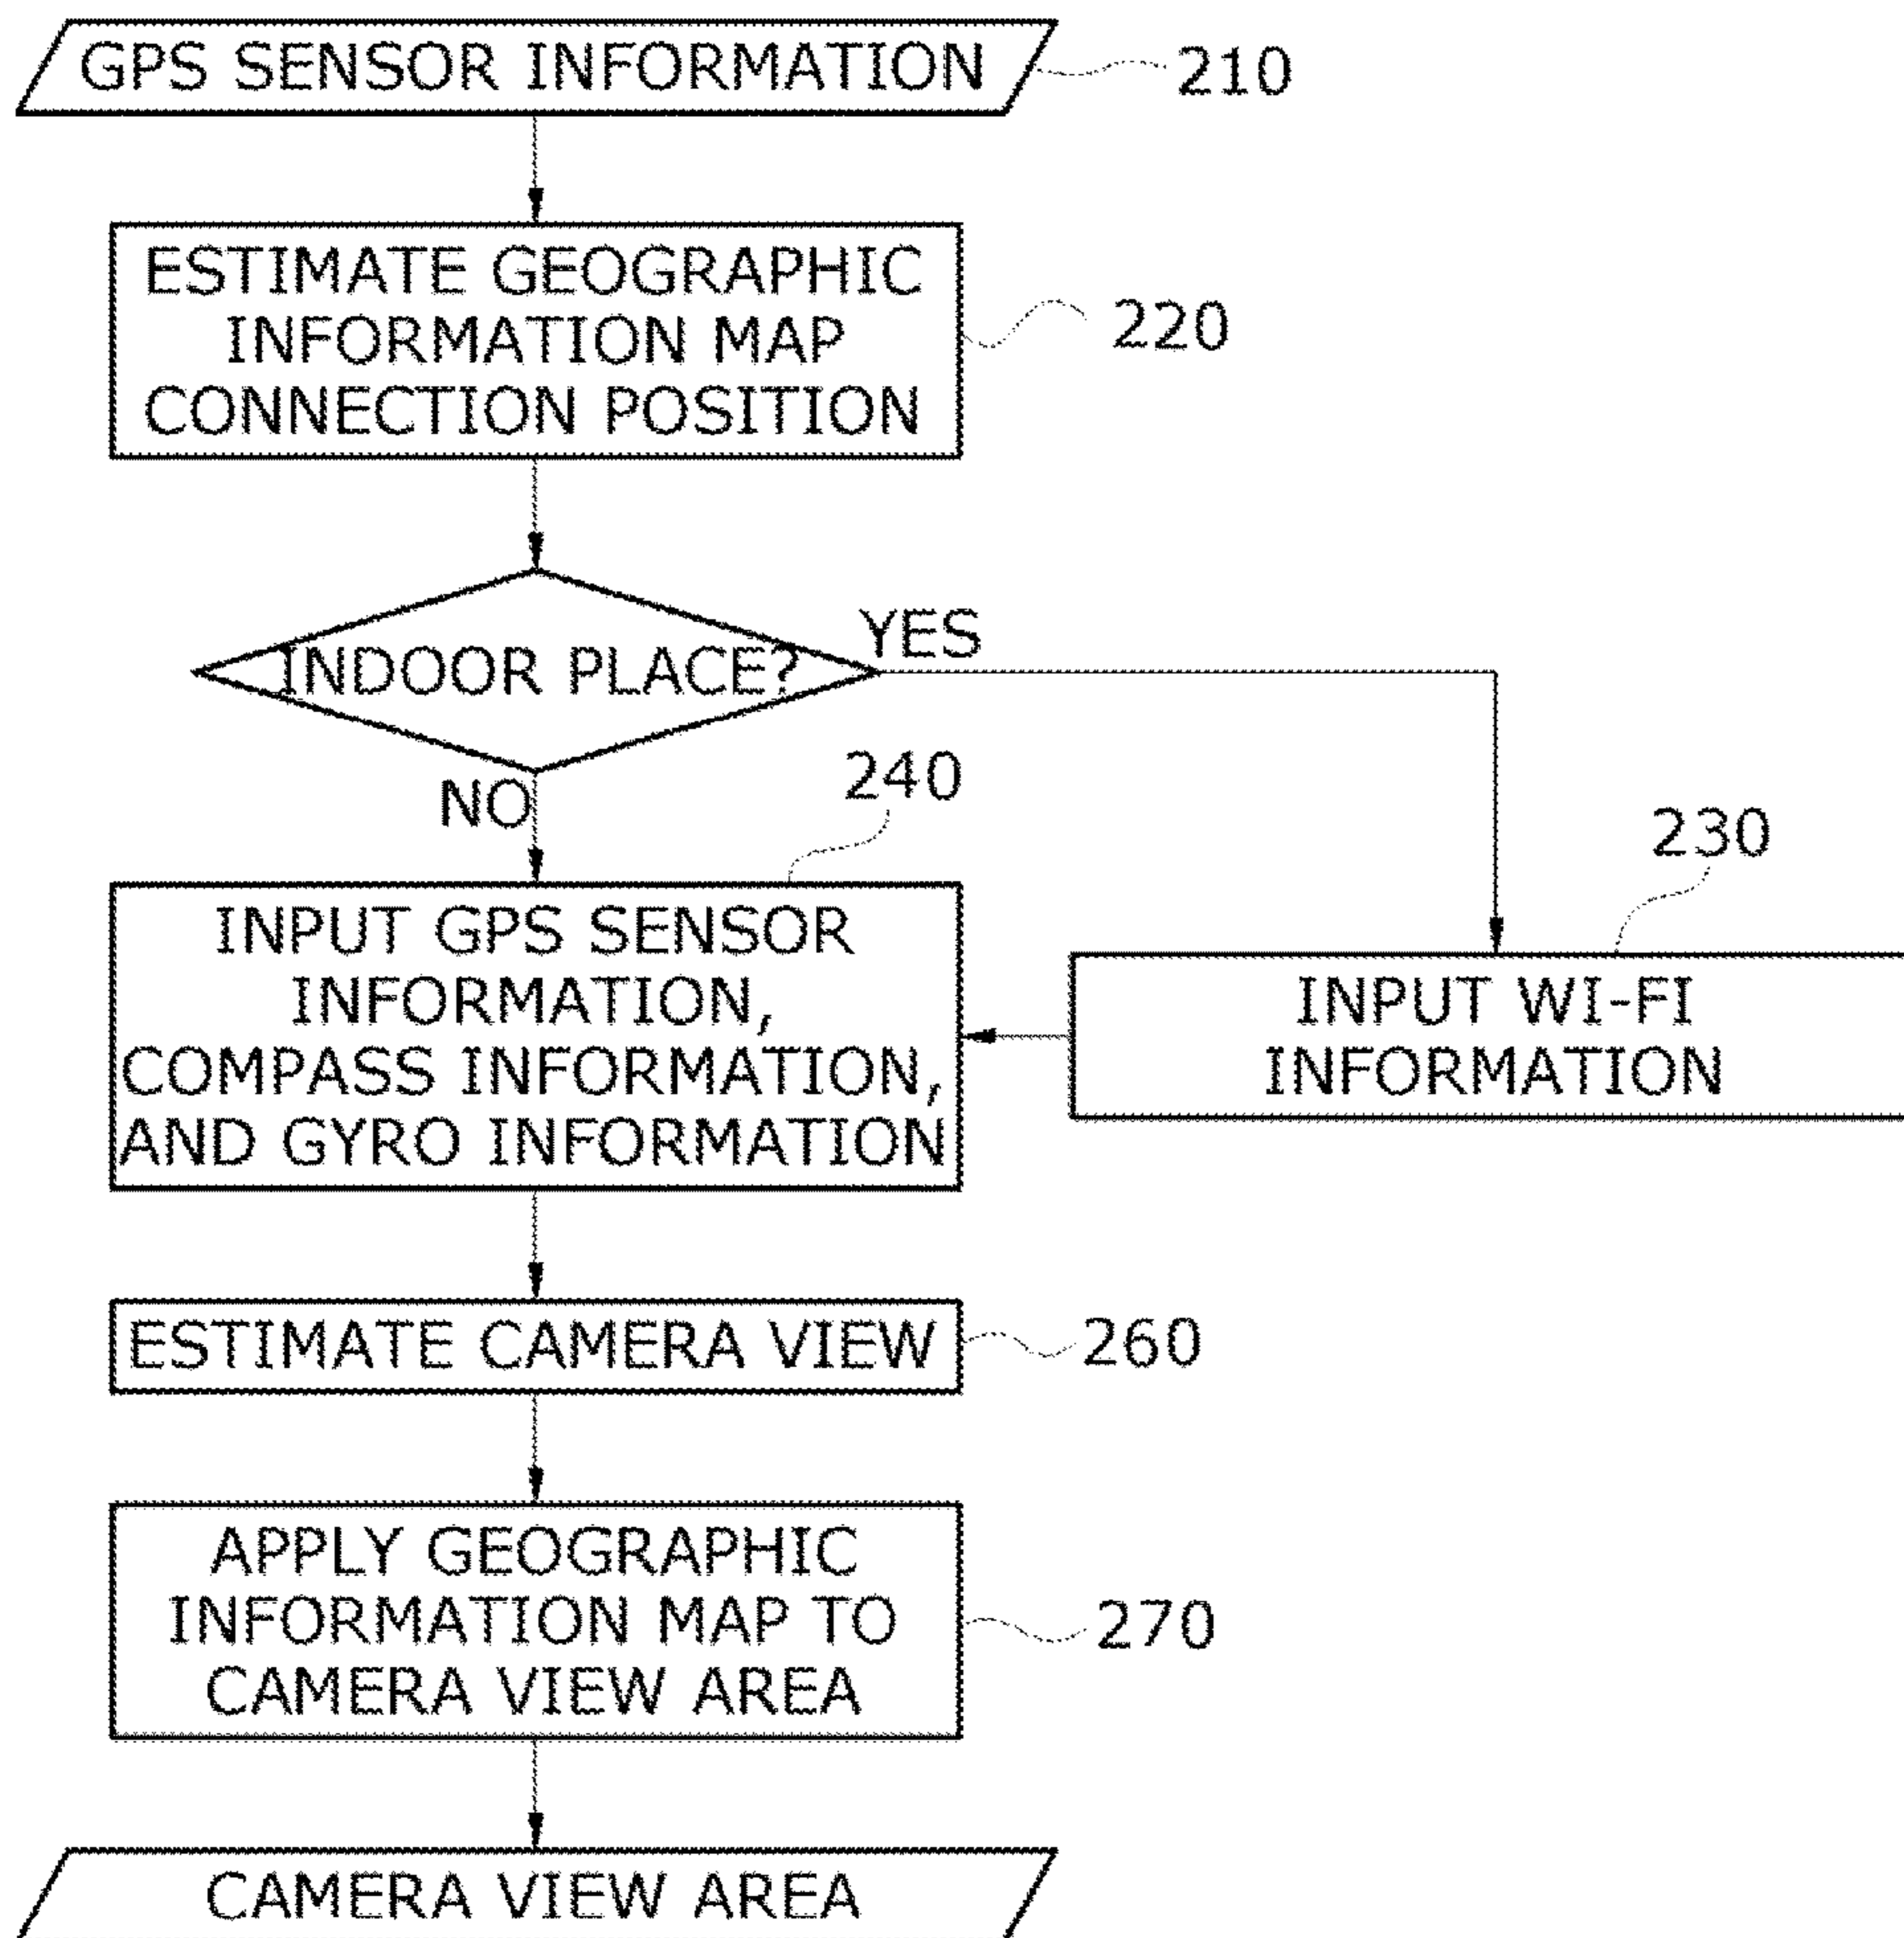 GPS SENSOR INFORMATION
210
ESTIMATE GEOGRAPHIC
INFORMATION MAP
CONNECTION POSITION
220
INDOOR PLACE?
YES
NO
240
230
INPUT GPS SENSOR
INFORMATION,
COMPASS INFORMATION,
AND GYRO INFORMATION
INPUT WI-FI
INFORMATION
ESTIMATE CAMERA VIEW
260
APPLY GEOGRAPHIC
INFORMATION MAP TO
CAMERA VIEW AREA
270
CAMERA VIEW AREA